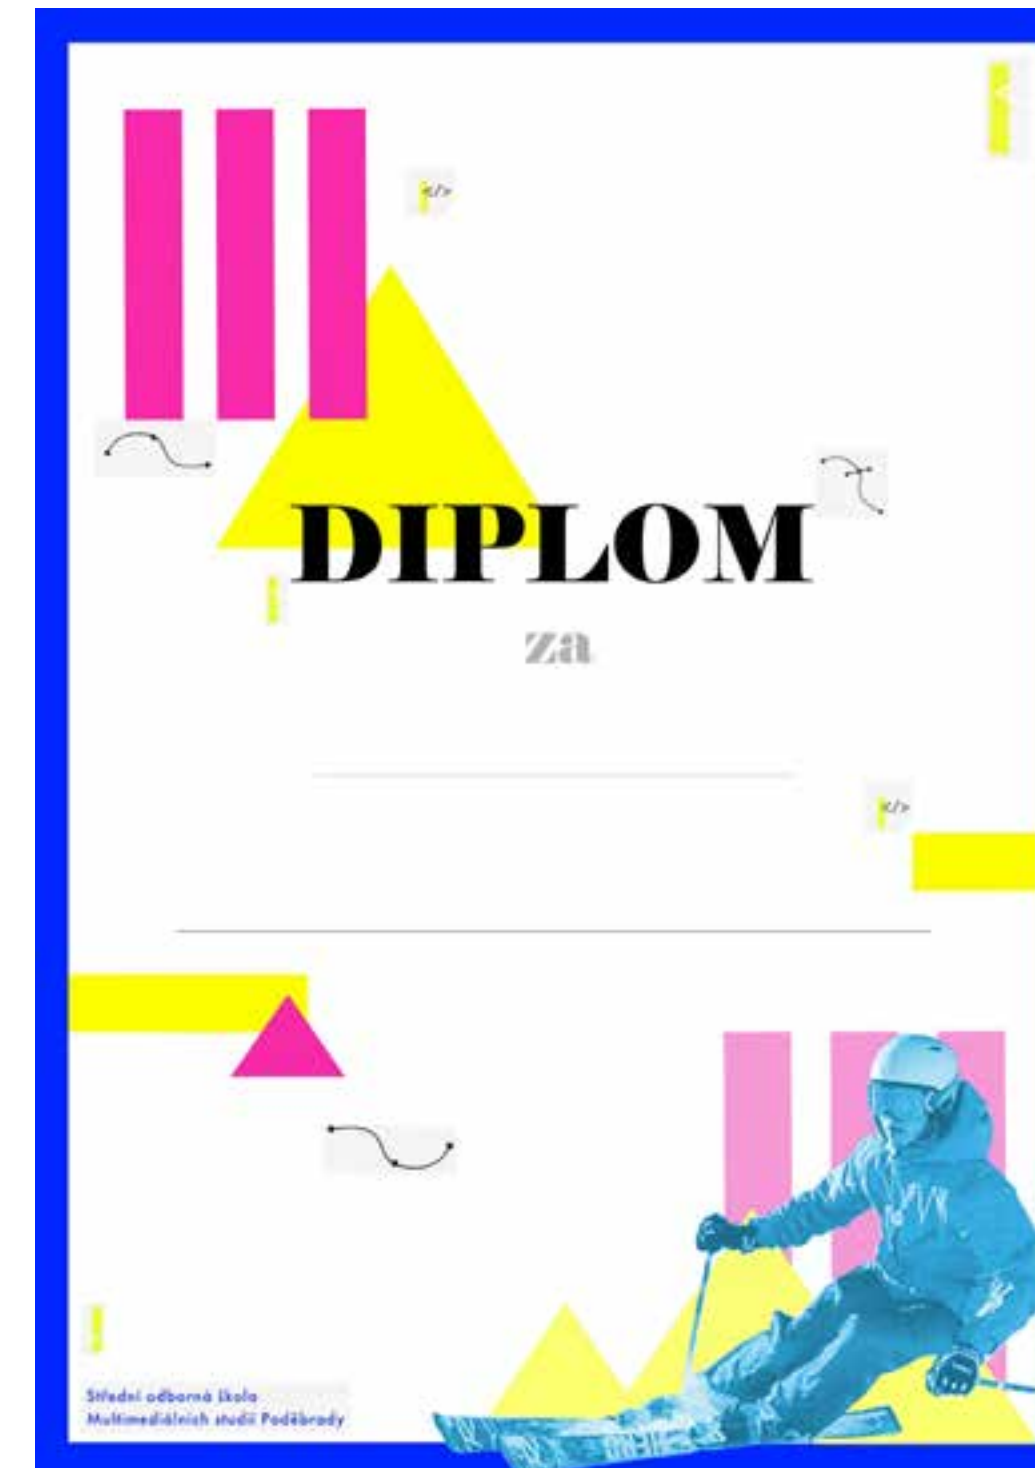 </>
DIPLOM
za
</>
Střední odborná škola
Multimediálních studií Poděbrady